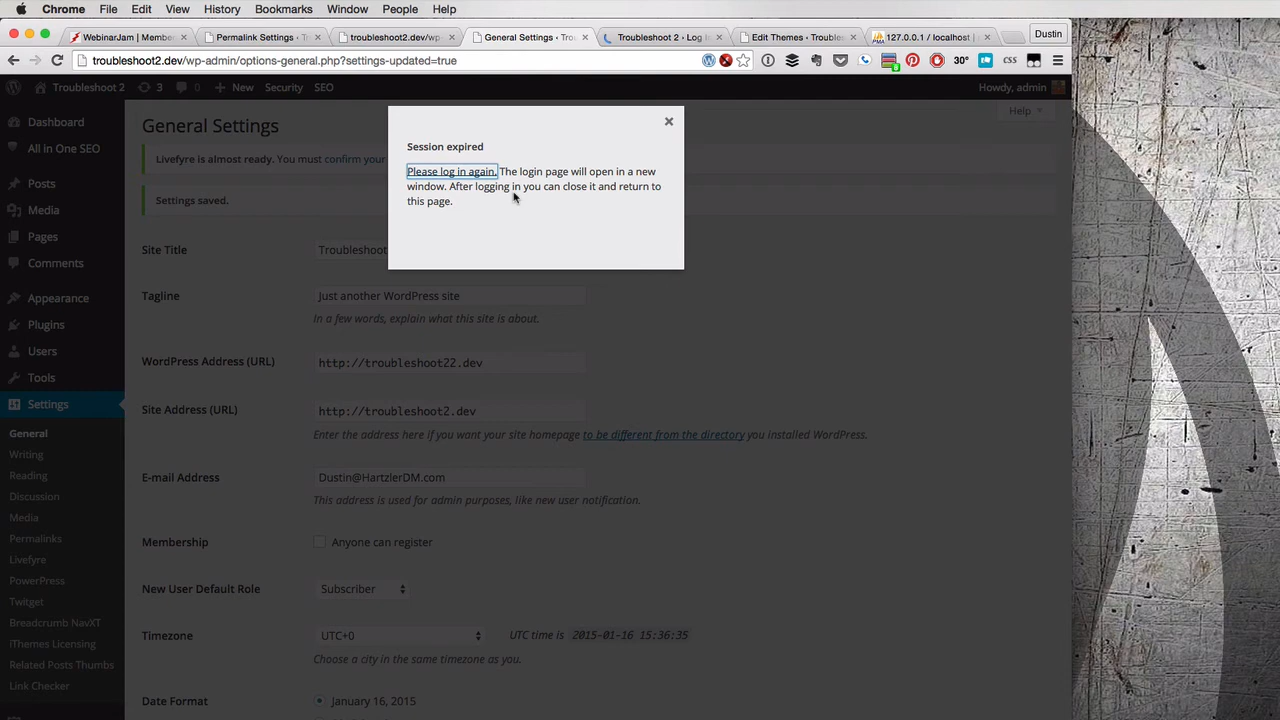 Chrome File Edit View History Bookmarks Window People Help
WebinarJam | Membe
Permalink Settings ‹ Tr
troubleshoot2.dev/wp-
General Settings ‹ Trou
Troubleshoot 2 › Log In
Edit Themes ‹ Troubles
127.0.0.1 / localhost |
Dustin
troubleshoot2.dev/wp-admin/options-general.php?settings-updated=true
30°
CSS
Troubleshoot 2 3 0 + New Security SEO
Howdy, admin
Dashboard
All in One SEO
Posts
Media
Pages
Comments
Appearance
Plugins
Users
Tools
Settings
General
Writing
Reading
Discussion
Media
Permalinks
Livefyre
PowerPress
Twitget
Breadcrumb NavXT
iThemes Licensing
Related Posts Thumbs
Link Checker
General Settings
Help
Livefyre is almost ready. You must confirm your
Settings saved.
Session expired
Please log in again. The login page will open in a new
window. After logging in you can close it and return to
this page.
Site Title Troubleshoot
Tagline Just another WordPress site
In a few words, explain what this site is about.
WordPress Address (URL) http://troubleshoot22.dev
Site Address (URL) http://troubleshoot2.dev
Enter the address here if you want your site homepage to be different from the directory you installed WordPress.
E-mail Address Dustin@HartzlerDM.com
This address is used for admin purposes, like new user notification.
Membership Anyone can register
New User Default Role Subscriber
Timezone UTC+0 UTC time is 2015-01-16 15:36:35
Choose a city in the same timezone as you.
Date Format January 16, 2015